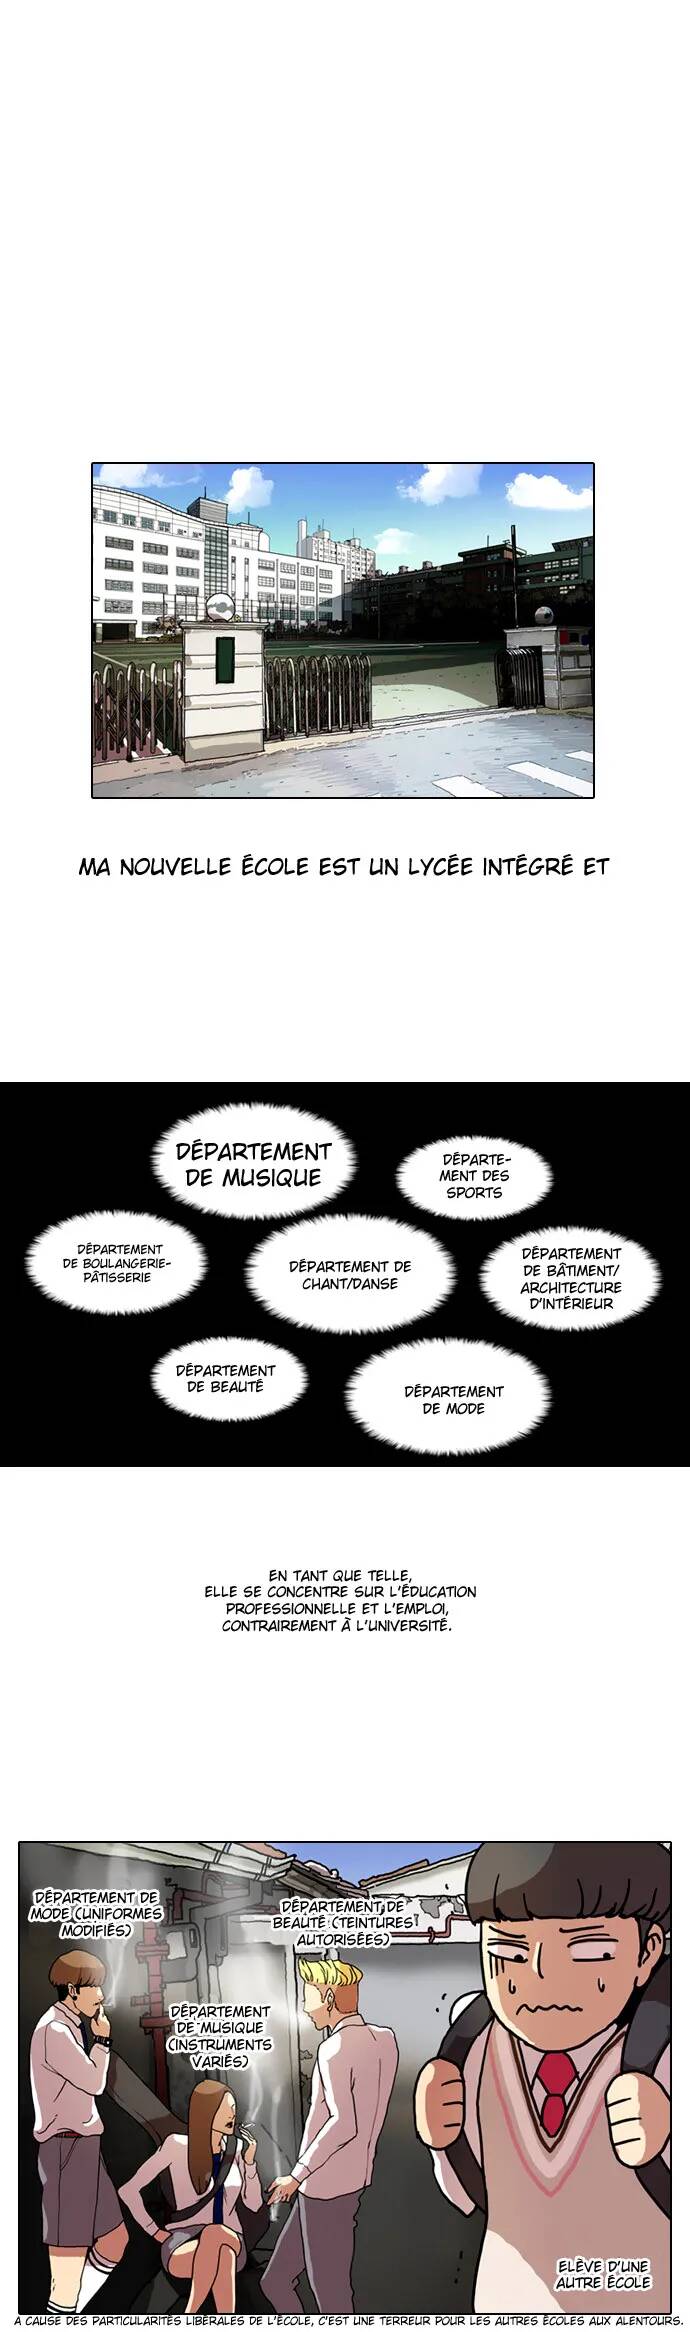 MA NOUVELLE ÉCOLE EST UN LYCÉE INTÉGRÉ ET
DÉPARTEMENT
DE MUSIQUE
DÉPARTE-
MENT DES
SPORTS
DÉPARTEMENT
DE BOULANGERIE-
PÂTISSERIE
DÉPARTEMENT DE
CHANT/DANSE
DÉPARTEMENT
DE BÂTIMENT/
ARCHITECTURE
D'INTÉRIEUR
DÉPARTEMENT
DE BEAUTÉ
DÉPARTEMENT
DE MODE
EN TANT QUE TELLE,
ELLE SE CONCENTRE SUR L'ÉDUCATION
PROFESSIONNELLE ET L'EMPLOI,
CONTRAIREMENT À L'UNIVERSITÉ.
DÉPARTEMENT DE
MODE (UNIFORMES
MODIFIÉS)
DÉPARTEMENT DE
BEAUTÉ (TEINTURES
AUTORISÉES)
DÉPARTEMENT
DE MUSIQUE
(INSTRUMENTS
VARIÉS)
ELÈVE D'UNE
AUTRE ÉCOLE
A CAUSE DES PARTICULARITÉS LIBÉRALES DE L'ÉCOLE, C'EST UNE TERREUR POUR LES AUTRES ÉCOLES AUX ALENTOURS.